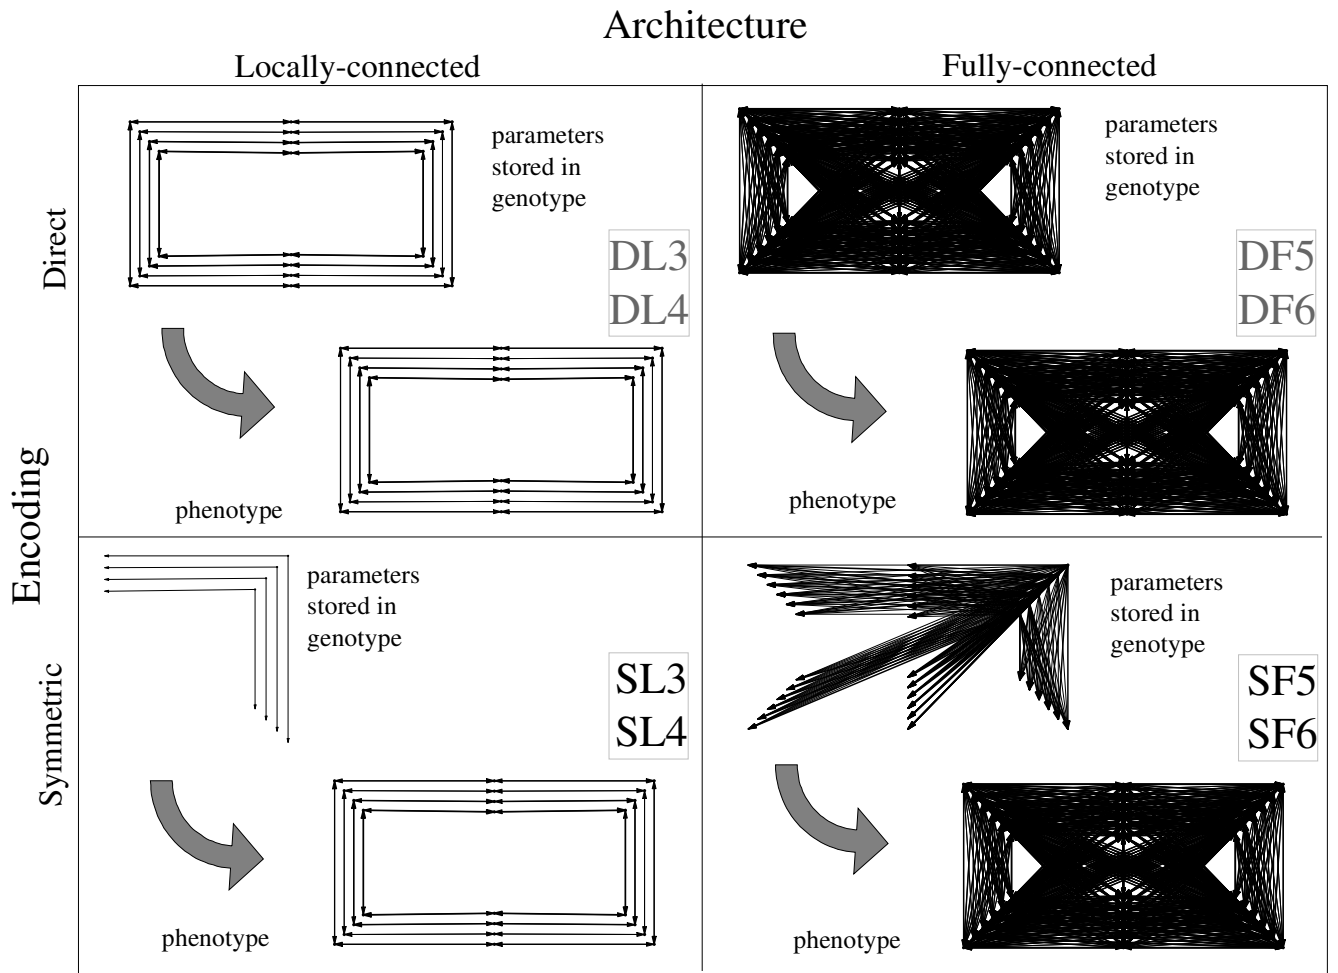 Architecture
Locally-connected
Fully-connected
Encoding
Direct
parameters
stored in
genotype
DL3
DL4
phenotype
parameters
stored in
genotype
DF5
DF6
phenotype
Symmetric
parameters
stored in
genotype
SL3
SL4
phenotype
parameters
stored in
genotype
SF5
SF6
phenotype